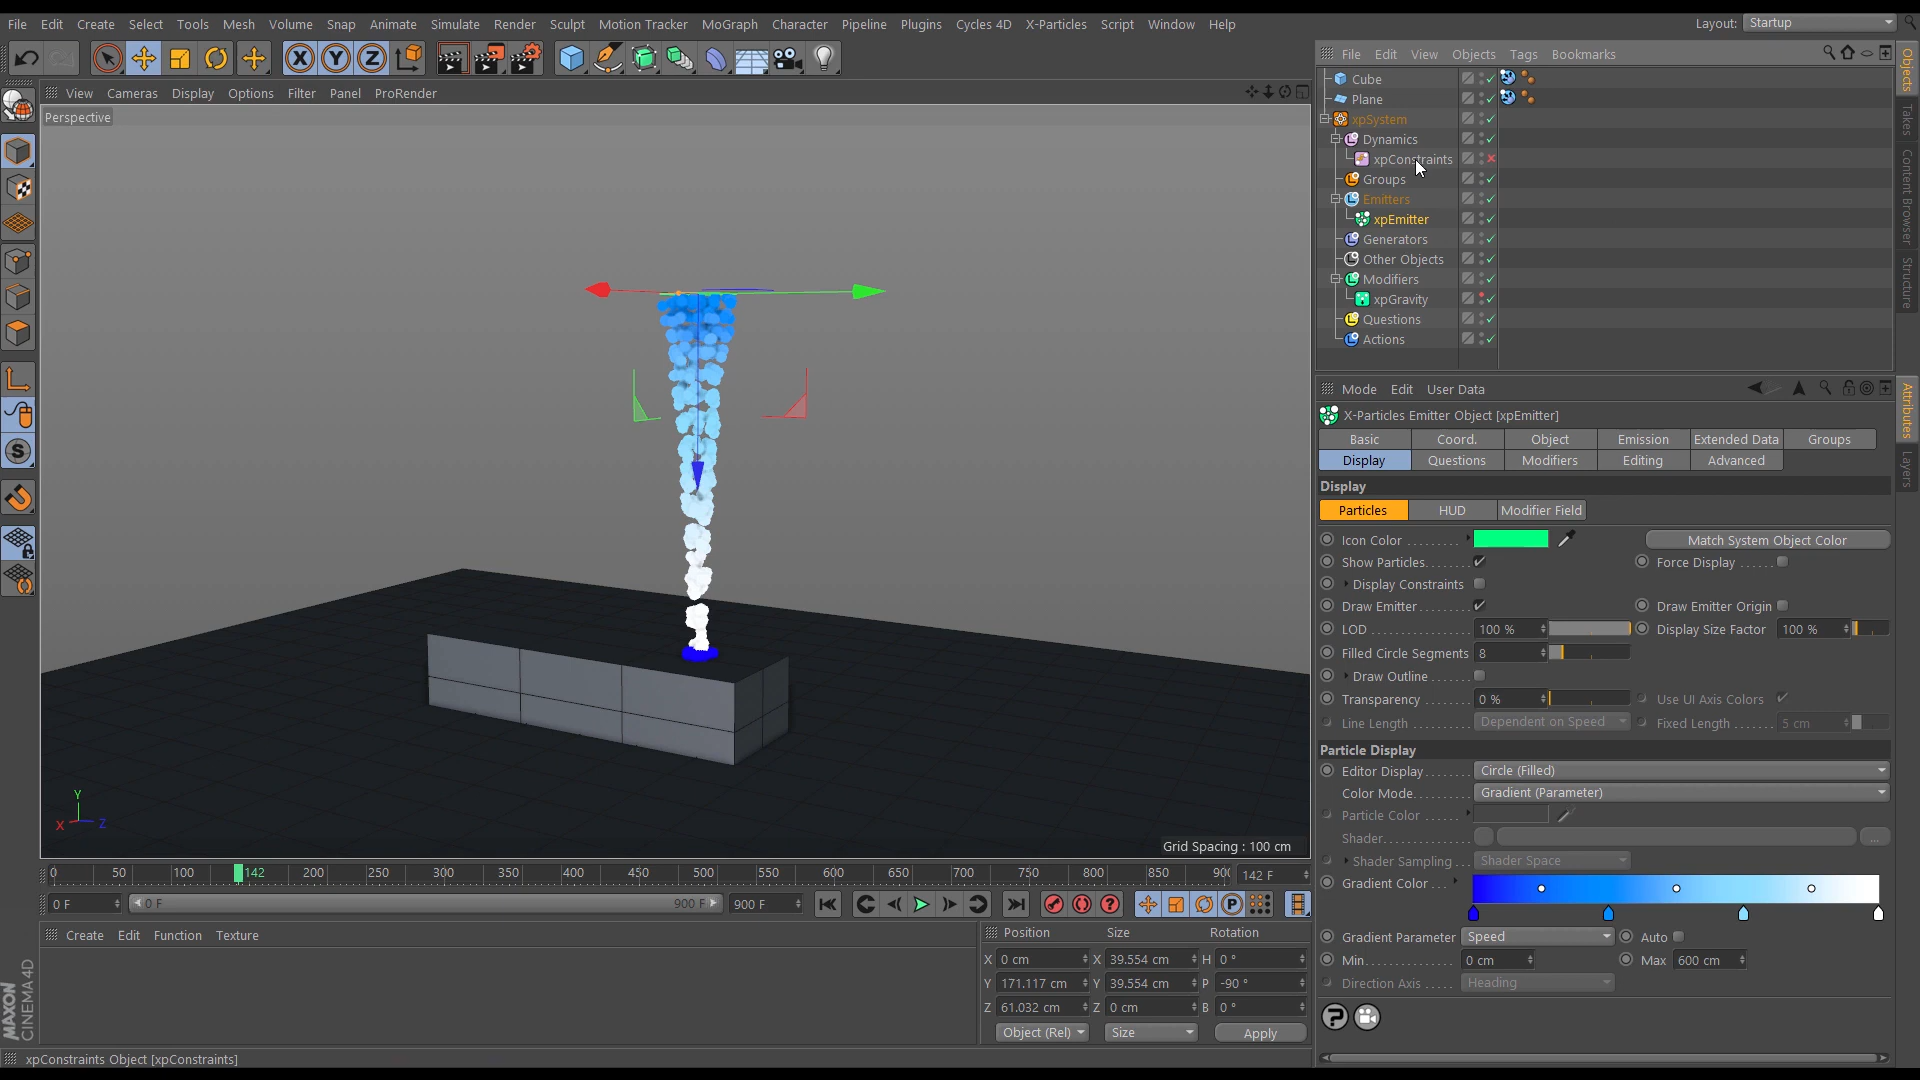 File Edit Create Select Tools Mesh Volume Snap Animate Simulate Render Sculpt Motion Tracker MoGraph Character Pipeline Plugins Cycles 4D X-Particles Script Window Help
Layout: Startup
View Cameras Display Options Filter Panel ProRender
Perspective
Grid Spacing : 100 cm
Y
X Z
File Edit View Objects Tags Bookmarks
Cube
Plane
xpSystem
Dynamics
xpConstraints
Groups
Emitters
xpEmitter
Generators
Other Objects
Modifiers
xpGravity
Questions
Actions
Objects
Takes
Content Browser
Structure
Attributes
Layers
Mode Edit User Data
X-Particles Emitter Object [xpEmitter]
Basic Coord. Object Emission Extended Data Groups
Display Questions Modifiers Editing Advanced
Display
Particles HUD Modifier Field
Icon Color Match System Object Color
Show Particles Force Display
Display Constraints
Draw Emitter Draw Emitter Origin
LOD 100 % Display Size Factor 100 %
Filled Circle Segments 8
Draw Outline
Transparency 0 % Use UI Axis Colors
Line Length Dependent on Speed Fixed Length 5 cm
Particle Display
Editor Display Circle (Filled)
Color Mode Gradient (Parameter)
Particle Color
Shader ...
Shader Sampling Shader Space
Gradient Color
Gradient Parameter Speed Auto
Min 0 cm Max 600 cm
Direction Axis Heading
0 50 100 142 200 250 300 350 400 450 500 550 600 650 700 750 800 850 90 142 F
0 F 0 F 900 F 900 F
Create Edit Function Texture
Position Size Rotation
X 0 cm X 39.554 cm H 0 °
Y 171.117 cm Y 39.554 cm P -90 °
Z 61.032 cm Z 0 cm B 0 °
Object (Rel) Size Apply
MAXON
CINEMA 4D
xpConstraints Object [xpConstraints]